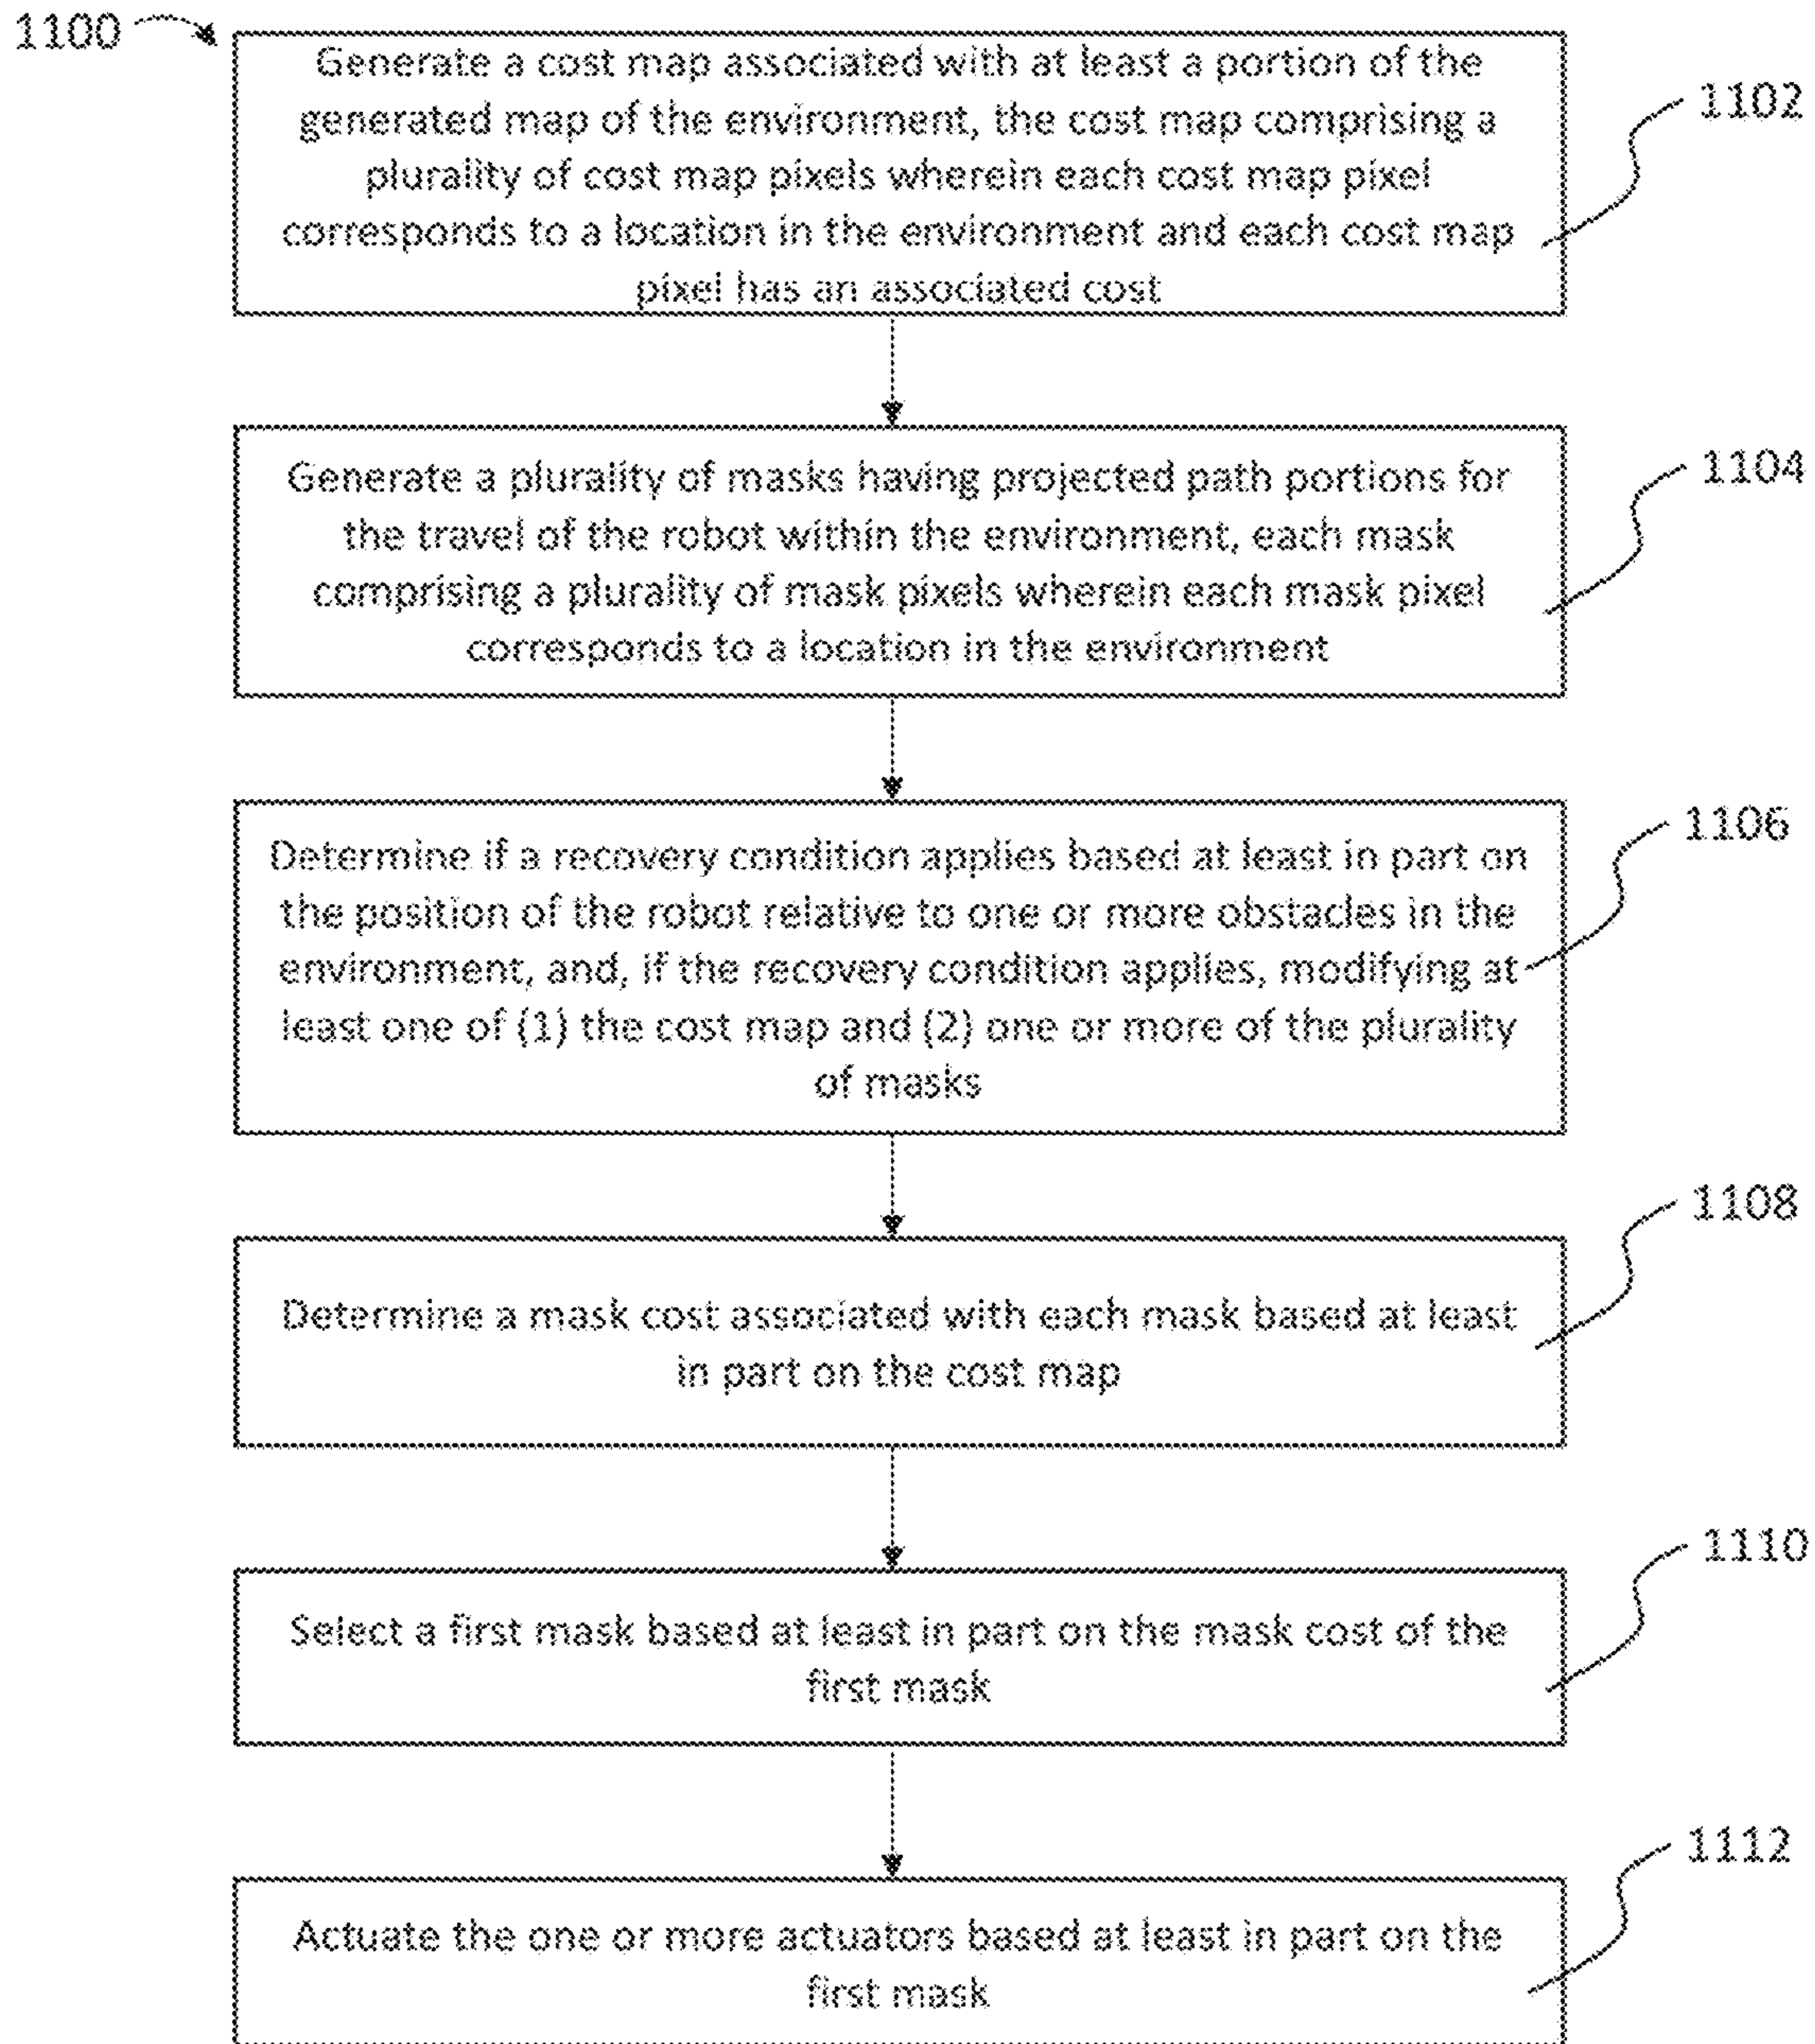 1100
Generate a cost map associated with at least a portion of the
generated map of the environment, the cost map comprising a
plurality of cost map pixels wherein each cost map pixel
corresponds to a location in the environment and each cost map
pixel has an associated cost
1102
Generate a plurality of masks having projected path portions for
the travel of the robot within the environment, each mask
comprising a plurality of mask pixels wherein each mask pixel
corresponds to a location in the environment
1104
Determine if a recovery condition applies based at least in part on
the position of the robot relative to one or more obstacles in the
environment, and, if the recovery condition applies, modifying at
least one of (1) the cost map and (2) one or more of the plurality
of masks
1106
Determine a mask cost associated with each mask based at least
in part on the cost map
1108
Select a first mask based at least in part on the mask cost of the
first mask
1110
Actuate the one or more actuators based at least in part on the
first mask
1112